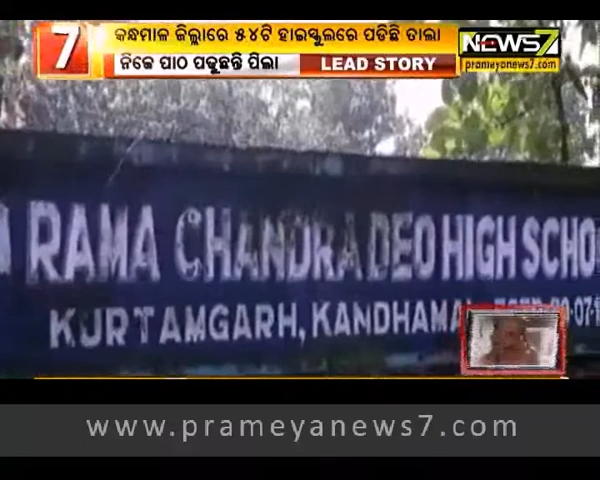 7
କନ୍ଧମାଳ ଜିଲ୍ଲାରେ ୫୪ଟି ହାଇସ୍କୁଲରେ ପଡିଛି ତାଲା
ନିଜେ ପାଠ ପଢୁଛନ୍ତି ପିଲା
LEAD STORY
NEWS7
prameyanews7.com
RAMA CHANDRA DEO HIGH SCHO
KURTAMGARH, KANDHAMA
www.prameyanews7.com